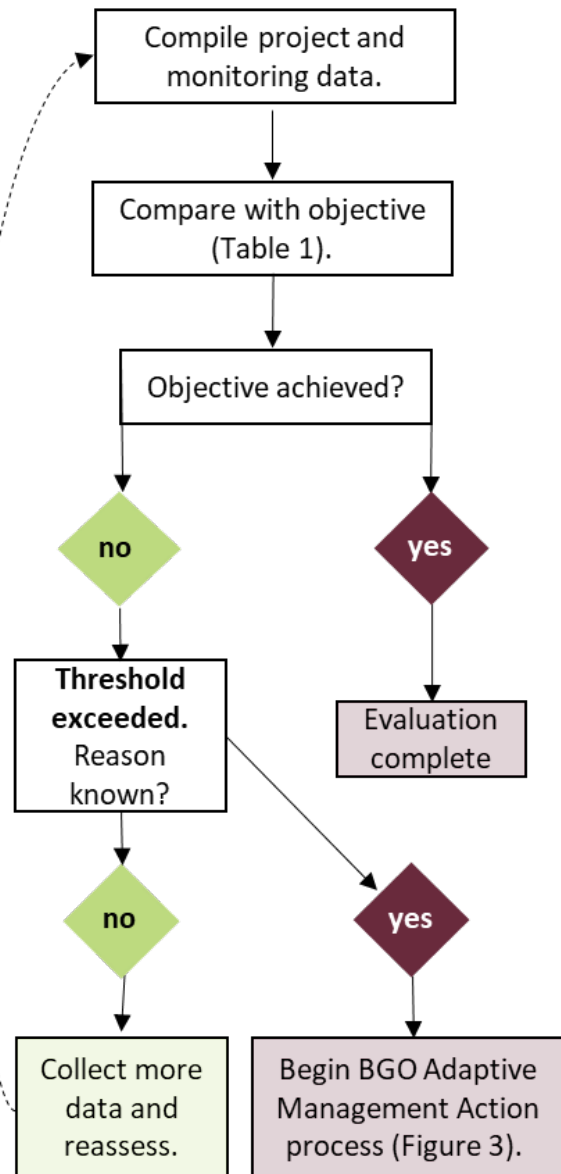 Compile project and
monitoring data.
Compare with objective
(Table 1).
Objective achieved?
no
yes
Threshold
exceeded.
Reason
known?
Evaluation
complete
no
yes
Collect more
data and
reassess.
Begin BGO Adaptive
Management Action
process (Figure 3).